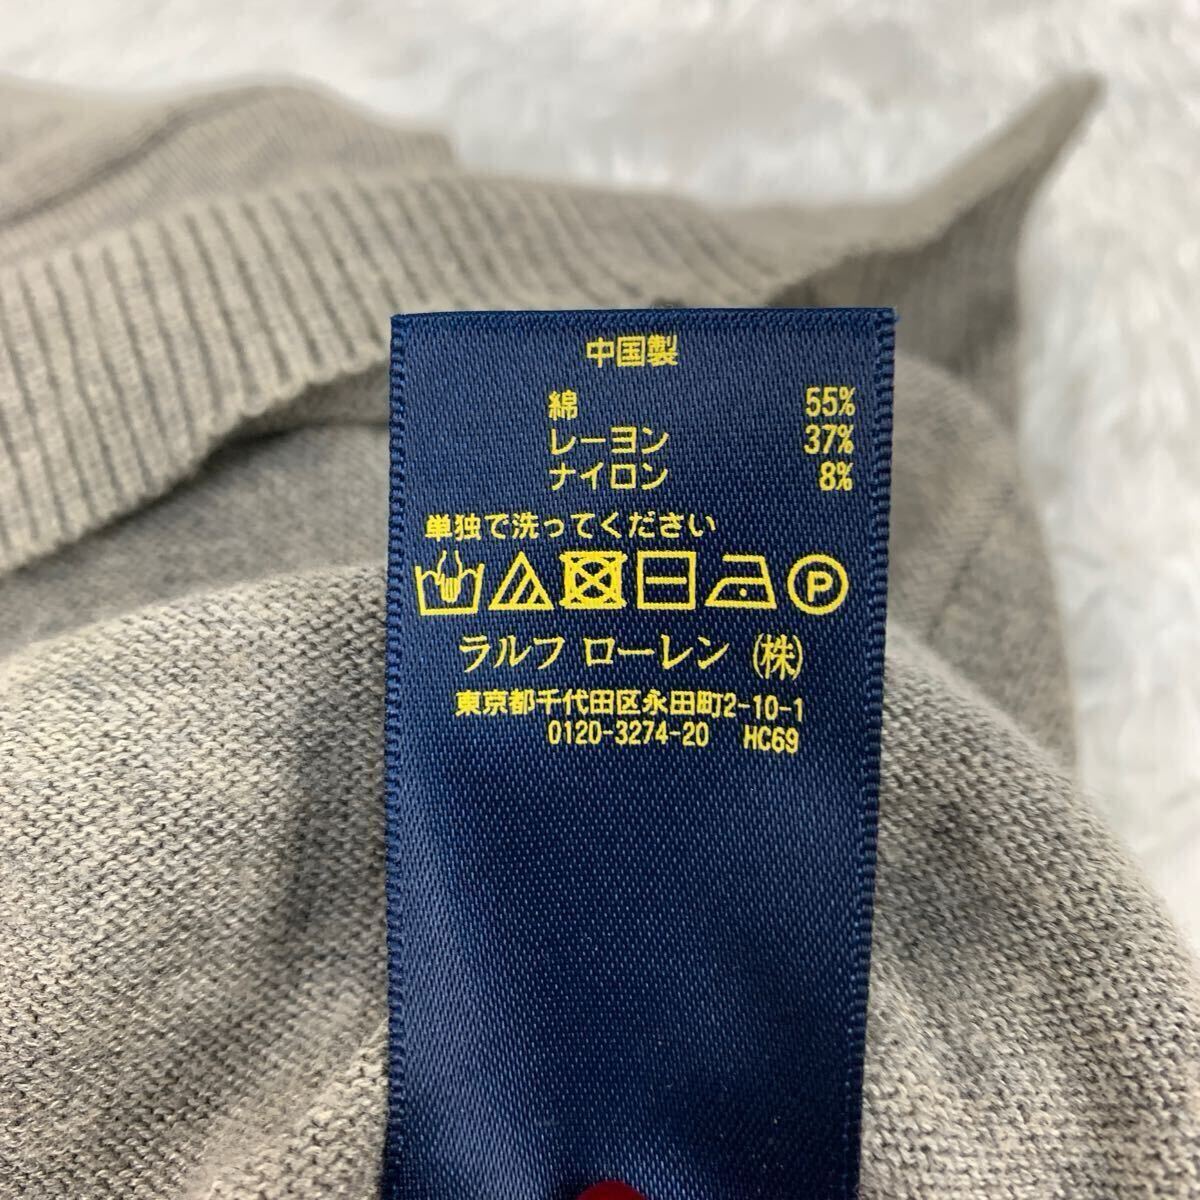 中国製
綿 55%
レーヨン 37%
ナイロン 8%
単独で洗ってください
P
ラルフ ローレン (株)
東京都千代田区永田町2-10-1
0120-3274-20 HC69